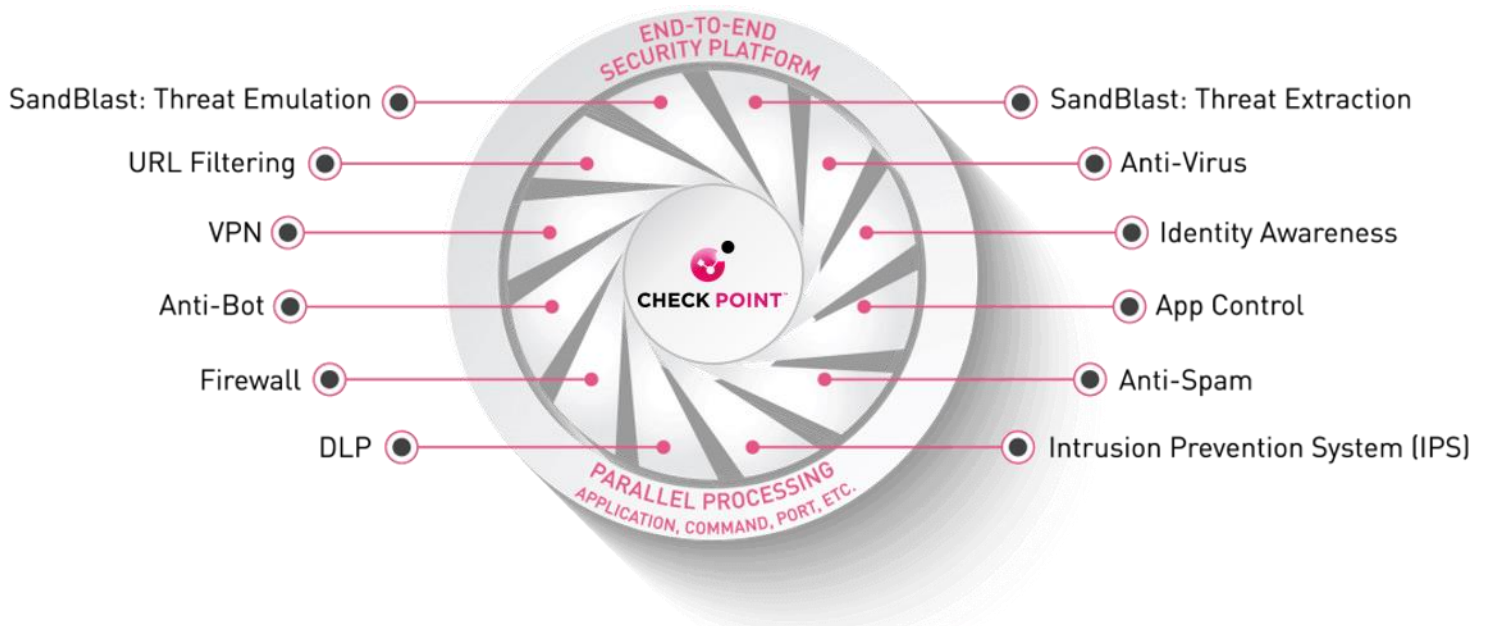 END-TO-END
SECURITY PLATFORM
SandBlast: Threat Emulation
SandBlast: Threat Extraction
URL Filtering
Anti-Virus
VPN
Identity Awareness
CHECK POINT™
Anti-Bot
App Control
Firewall
Anti-Spam
DLP
Intrusion Prevention System (IPS)
PARALLEL PROCESSING
APPLICATION, COMMAND, PORT, ETC.